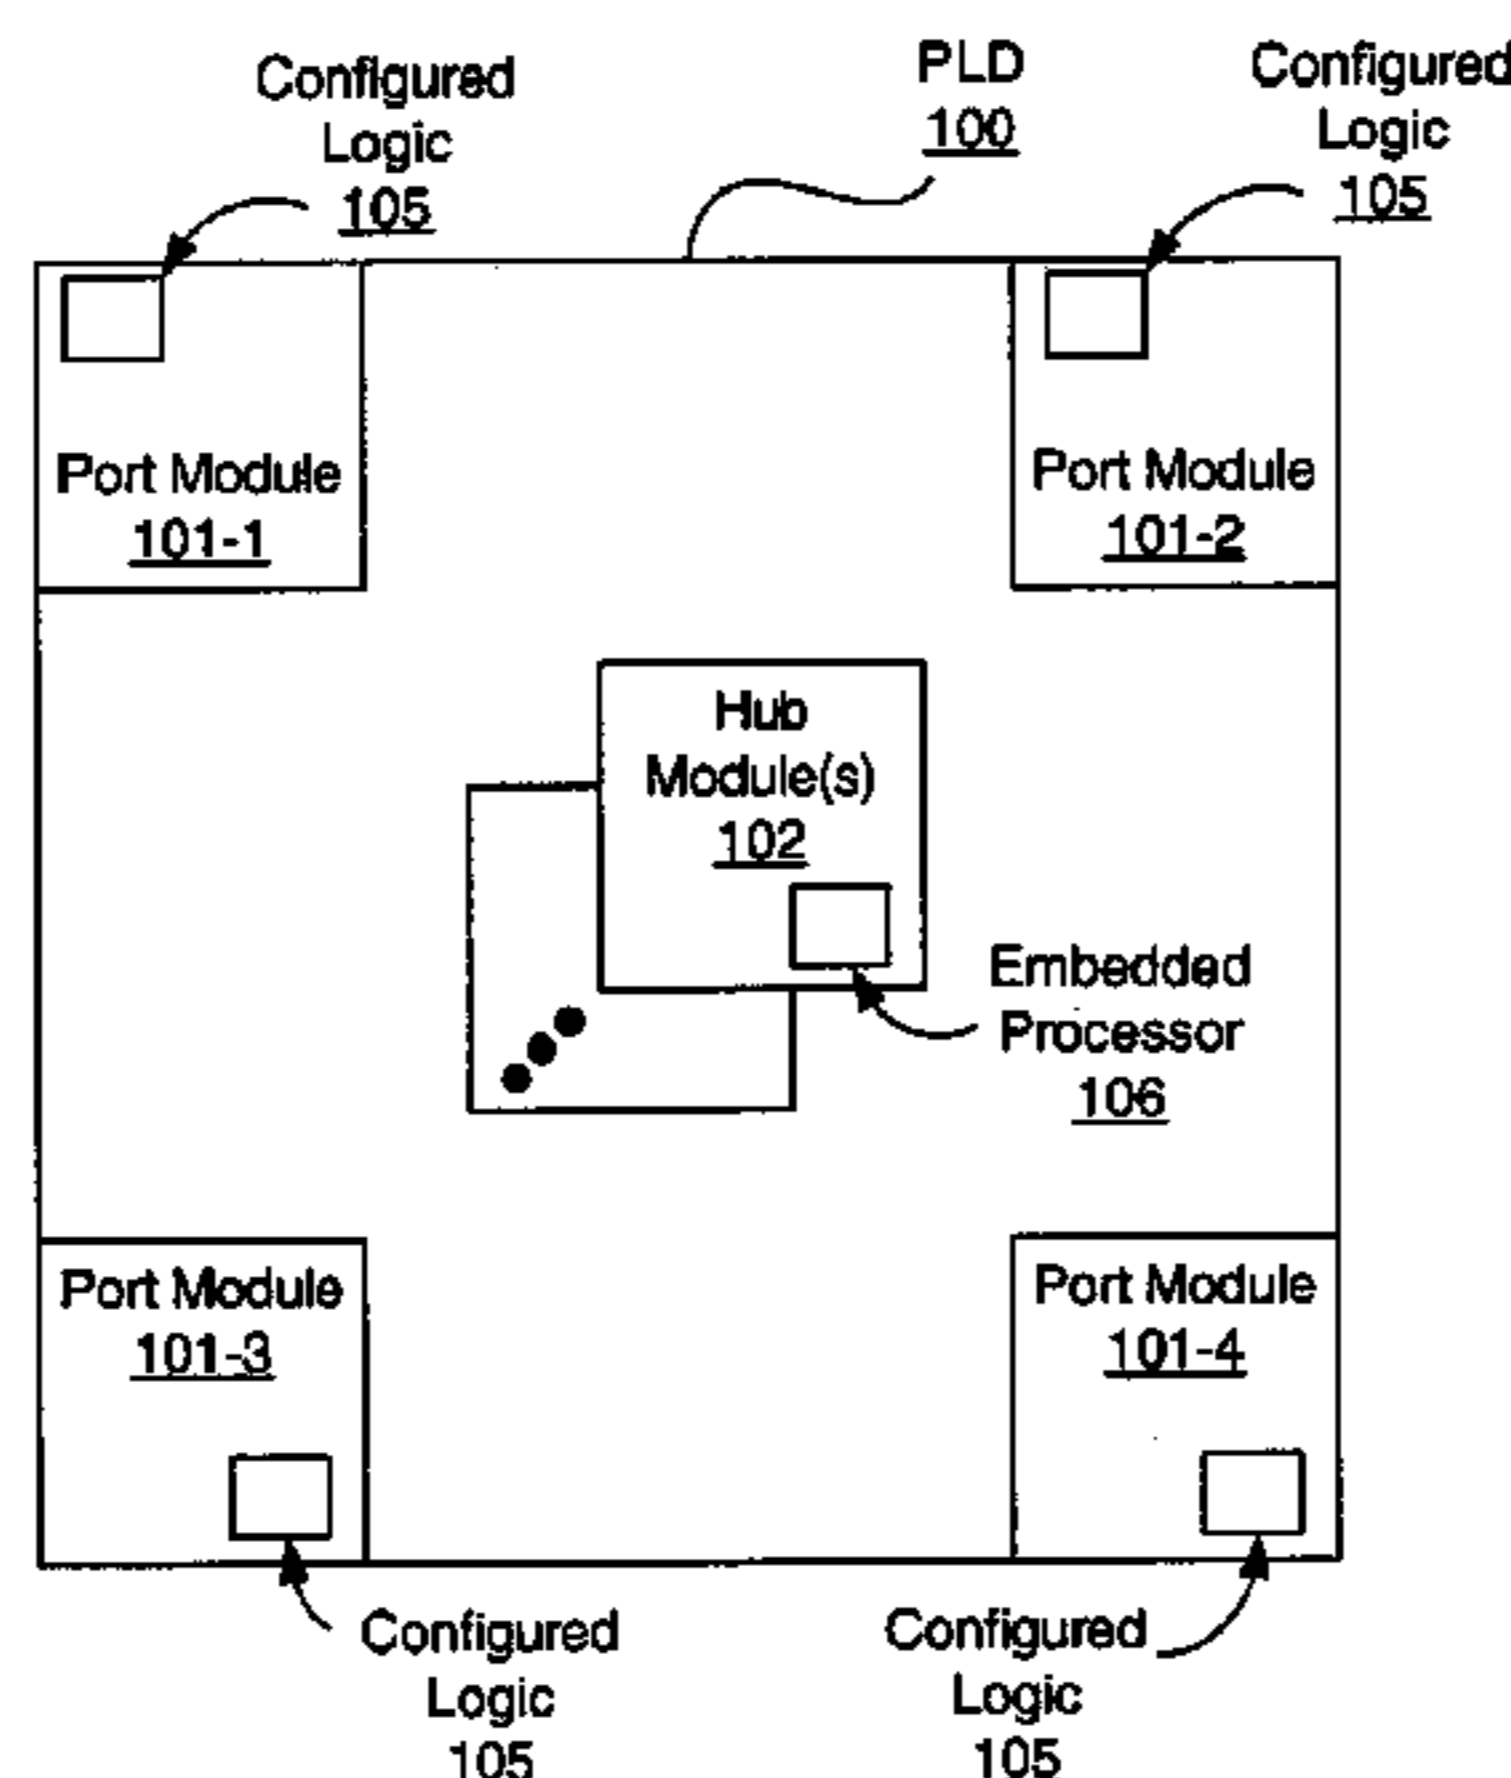 Configured
Logic
105
PLD
100
Configured
Logic
105
Port Module
101-1
Port Module
101-2
Hub
Module(s)
102
Embedded
Processor
106
Port Module
101-3
Port Module
101-4
Configured
Logic
105
Configured
Logic
105